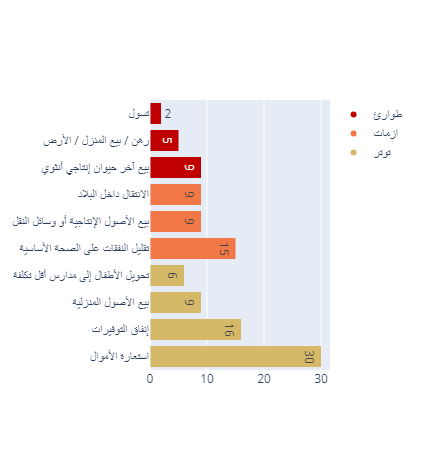 تسول
2
طوارئ
رهن / بيع المنزل / الأرض
5
ازمات
توتر
بيع آخر حيوان إنتاجي أنثوي
9
الانتقال داخل البلاد
9
بيع الأصول الإنتاجية أو وسائل النقل
9
تقليل النفقات على الصحة الأساسية
15
تحويل الأطفال إلى مدارس أقل تكلفة
6
بيع الأصول المنزلية
9
إنفاق التوفيرات
16
استعارة الأموال
30
0 10 20 30